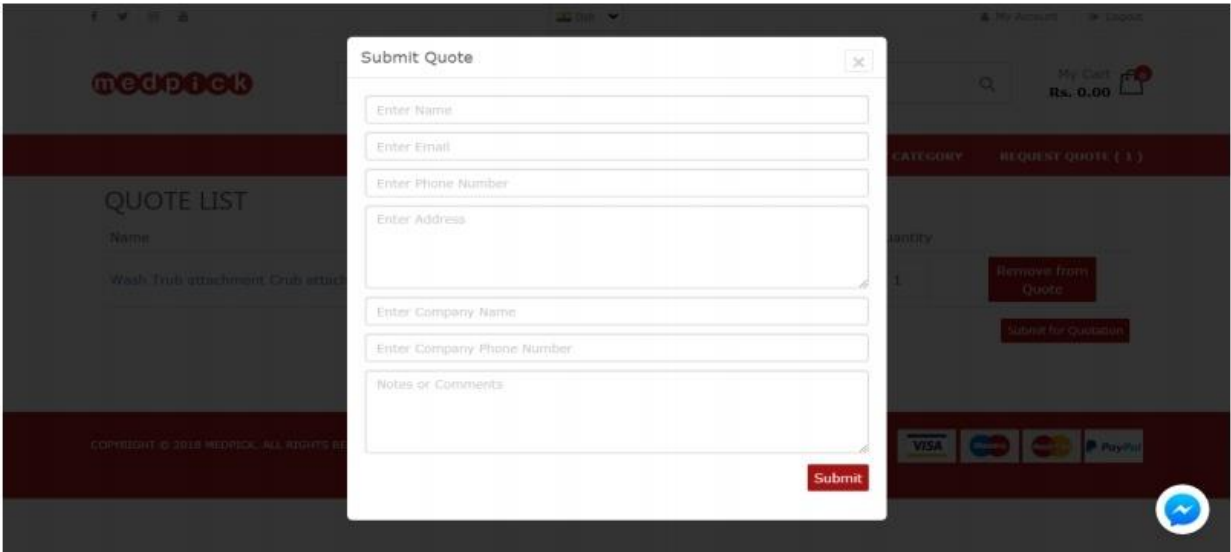 My Account Logout
Submit Quote
medpick
My Cart
Rs. 0.00
Enter Name
Enter Email
CATEGORY REQUEST QUOTE ( 1 )
Enter Phone Number
QUOTE LIST
Enter Address
Name
uantity
Wash Trub attachment Crub attach
1
Remove from
Quote
Enter Company Name
Submit for Quotation
Enter Company Phone Number
Notes or Comments
COPYRIGHT © 2018 MEDPICK. ALL RIGHTS RE
VISA
PayPal
Submit